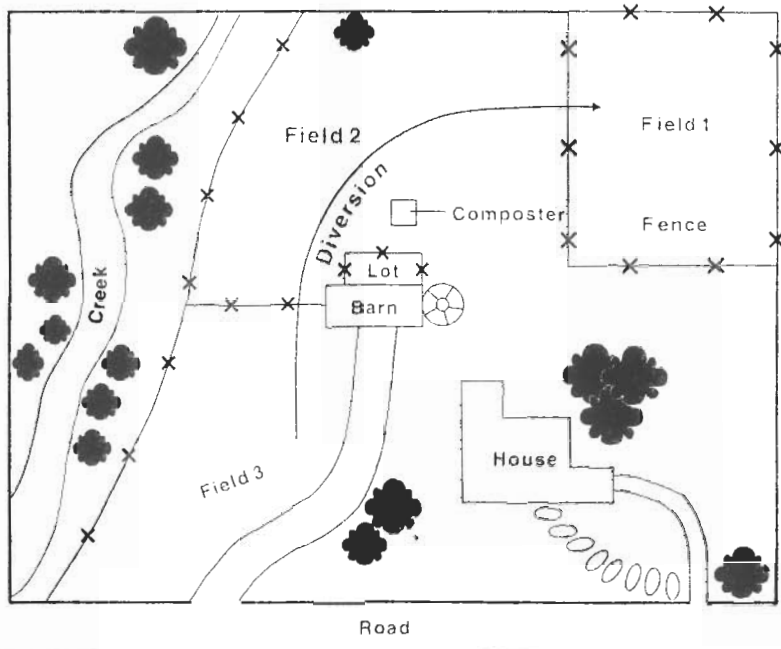 Field 2
Field 1
Diversion
Composter
Fence
Lot
Creek
Barn
House
Field 3
Road